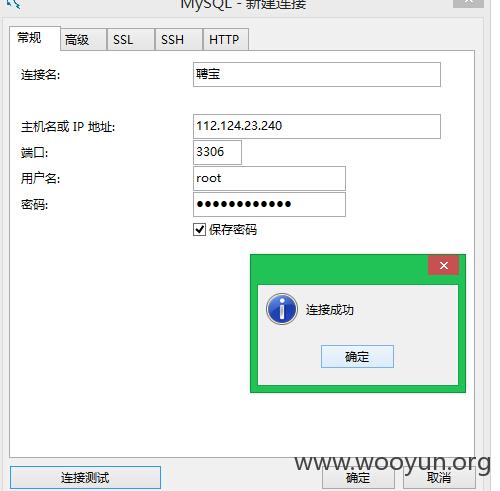 MySQL - 新建连接
常规 高级 SSL SSH HTTP
连接名: 聘宝
主机名或 IP 地址: 112.124.23.240
端口: 3306
用户名: root
密码: ●●●●●●●●●●●●
保存密码
连接成功
确定
www.wooyun.org
连接测试 确定 取消